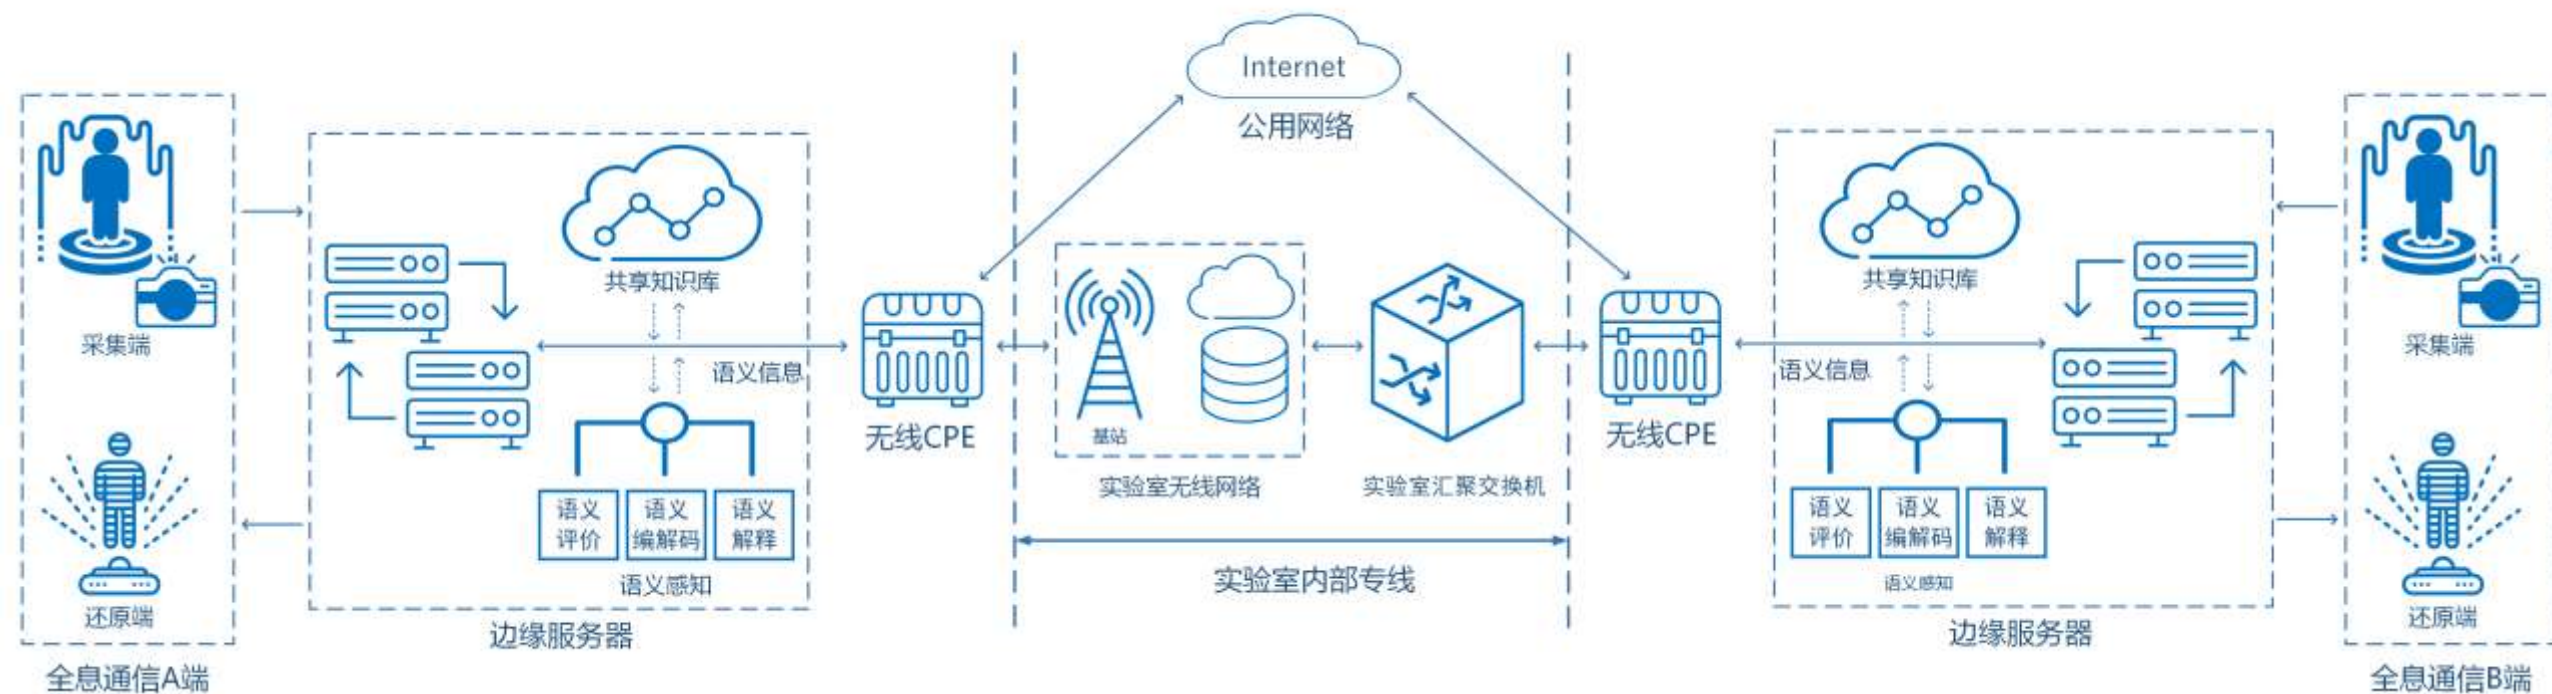 Internet
公用网络
采集端
还原端
全息通信A端
共享知识库
语义信息
语义
评价
语义
编解码
语义
解释
语义感知
边缘服务器
无线CPE
基站
实验室无线网络
实验室汇聚交换机
实验室内部专线
无线CPE
共享知识库
语义信息
语义
评价
语义
编解码
语义
解释
语义感知
边缘服务器
采集端
还原端
全息通信B端